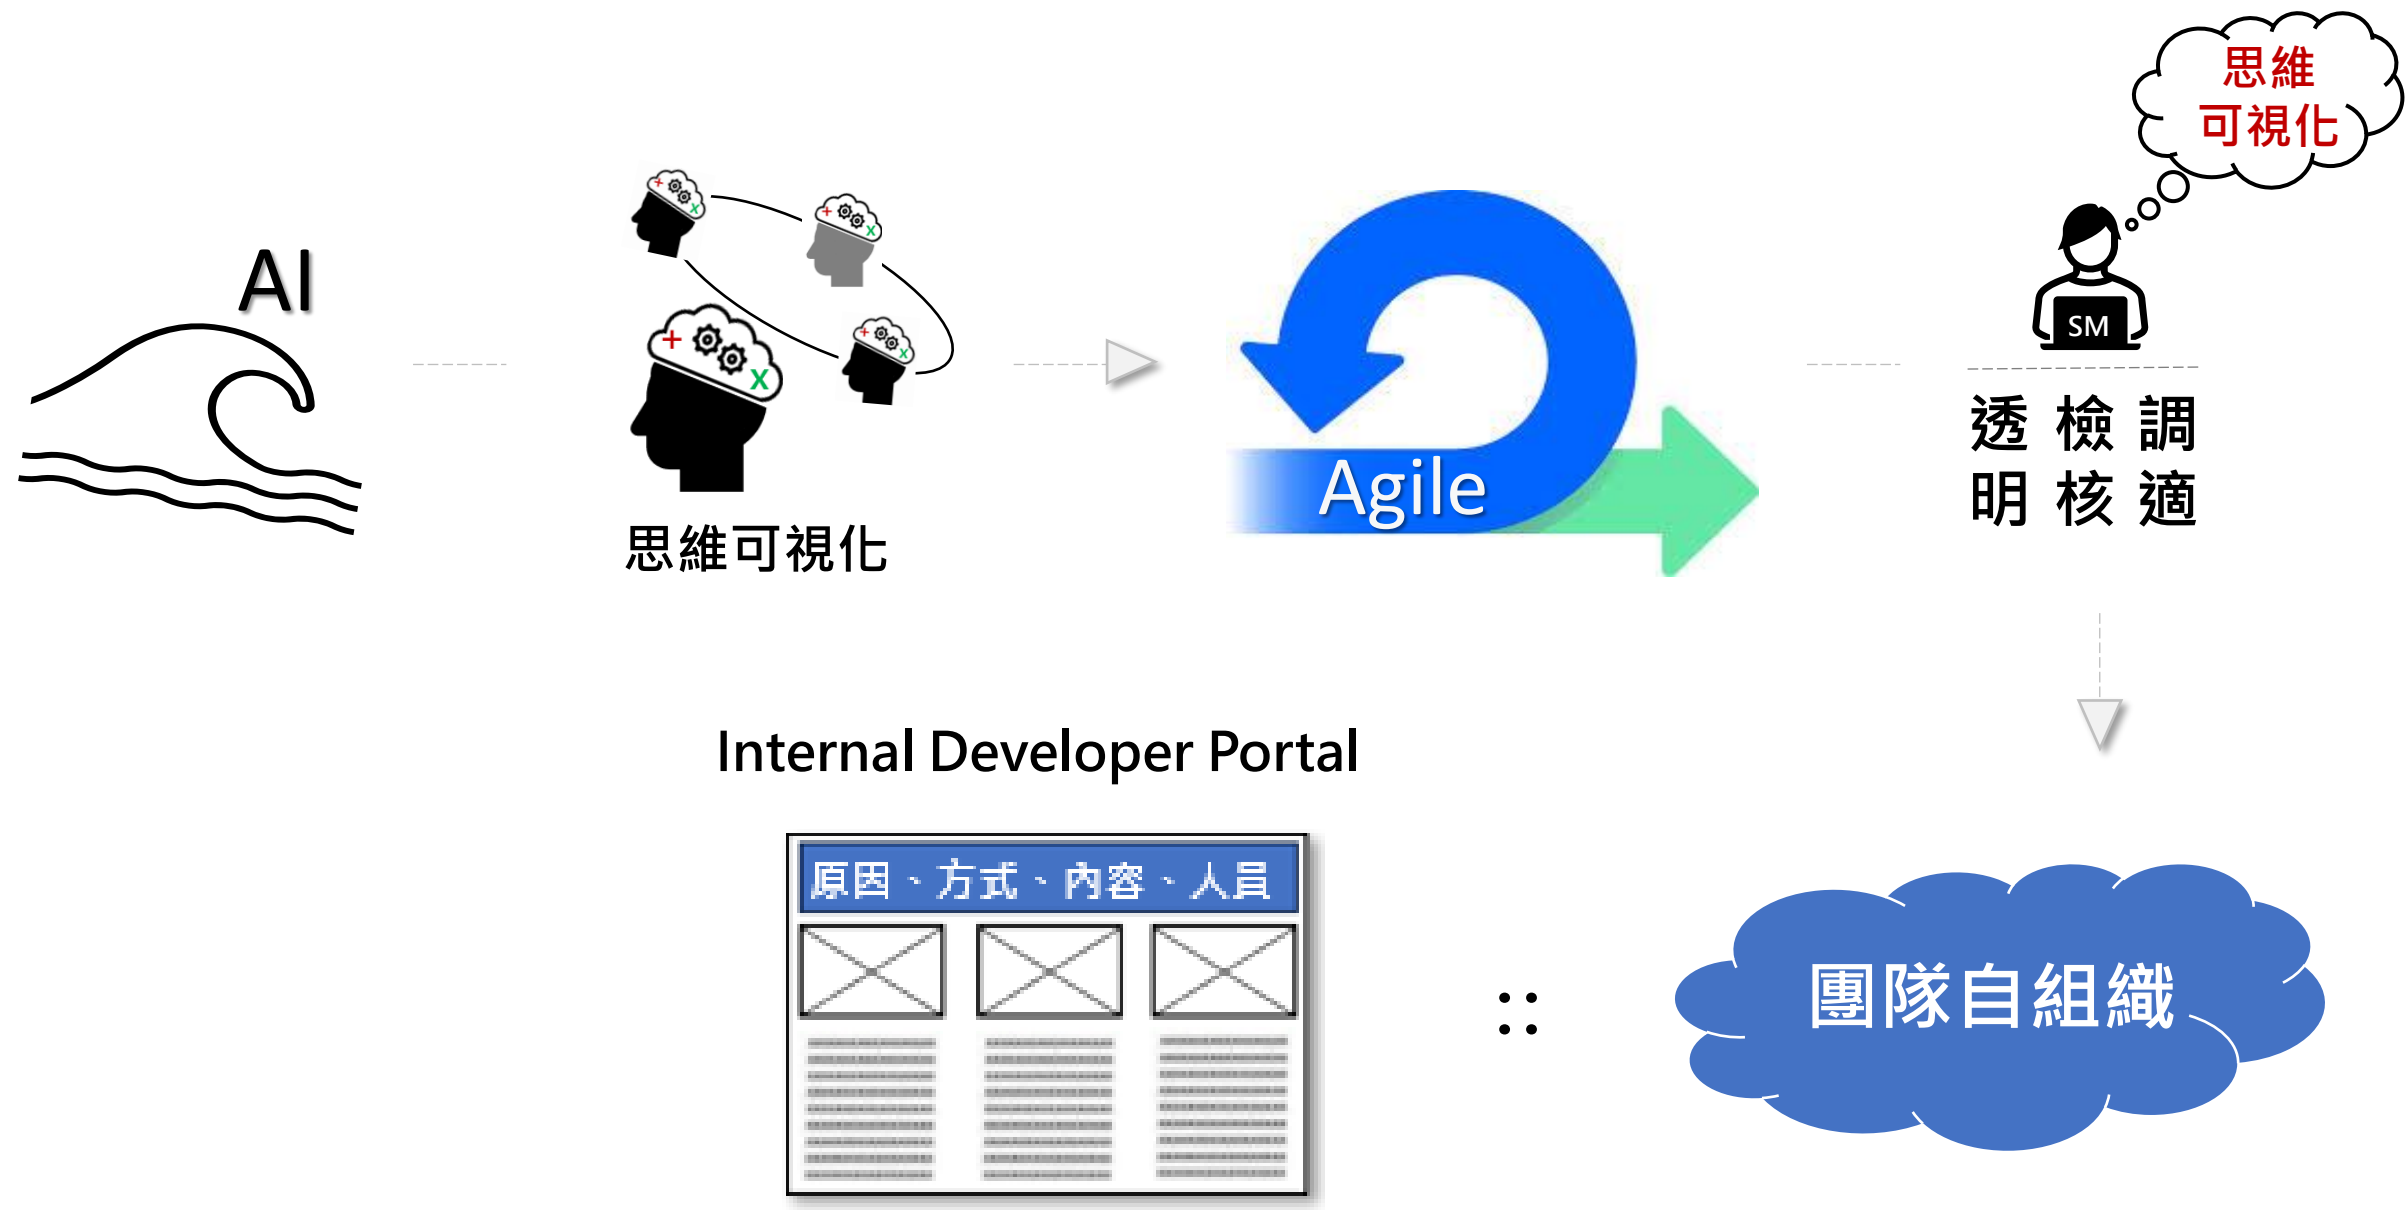 思維
可視化
AI
SM
思維可視化
Agile
透 檢 調
明 核 適
Internal Developer Portal
原因、方式、內容、人員
團隊自組織